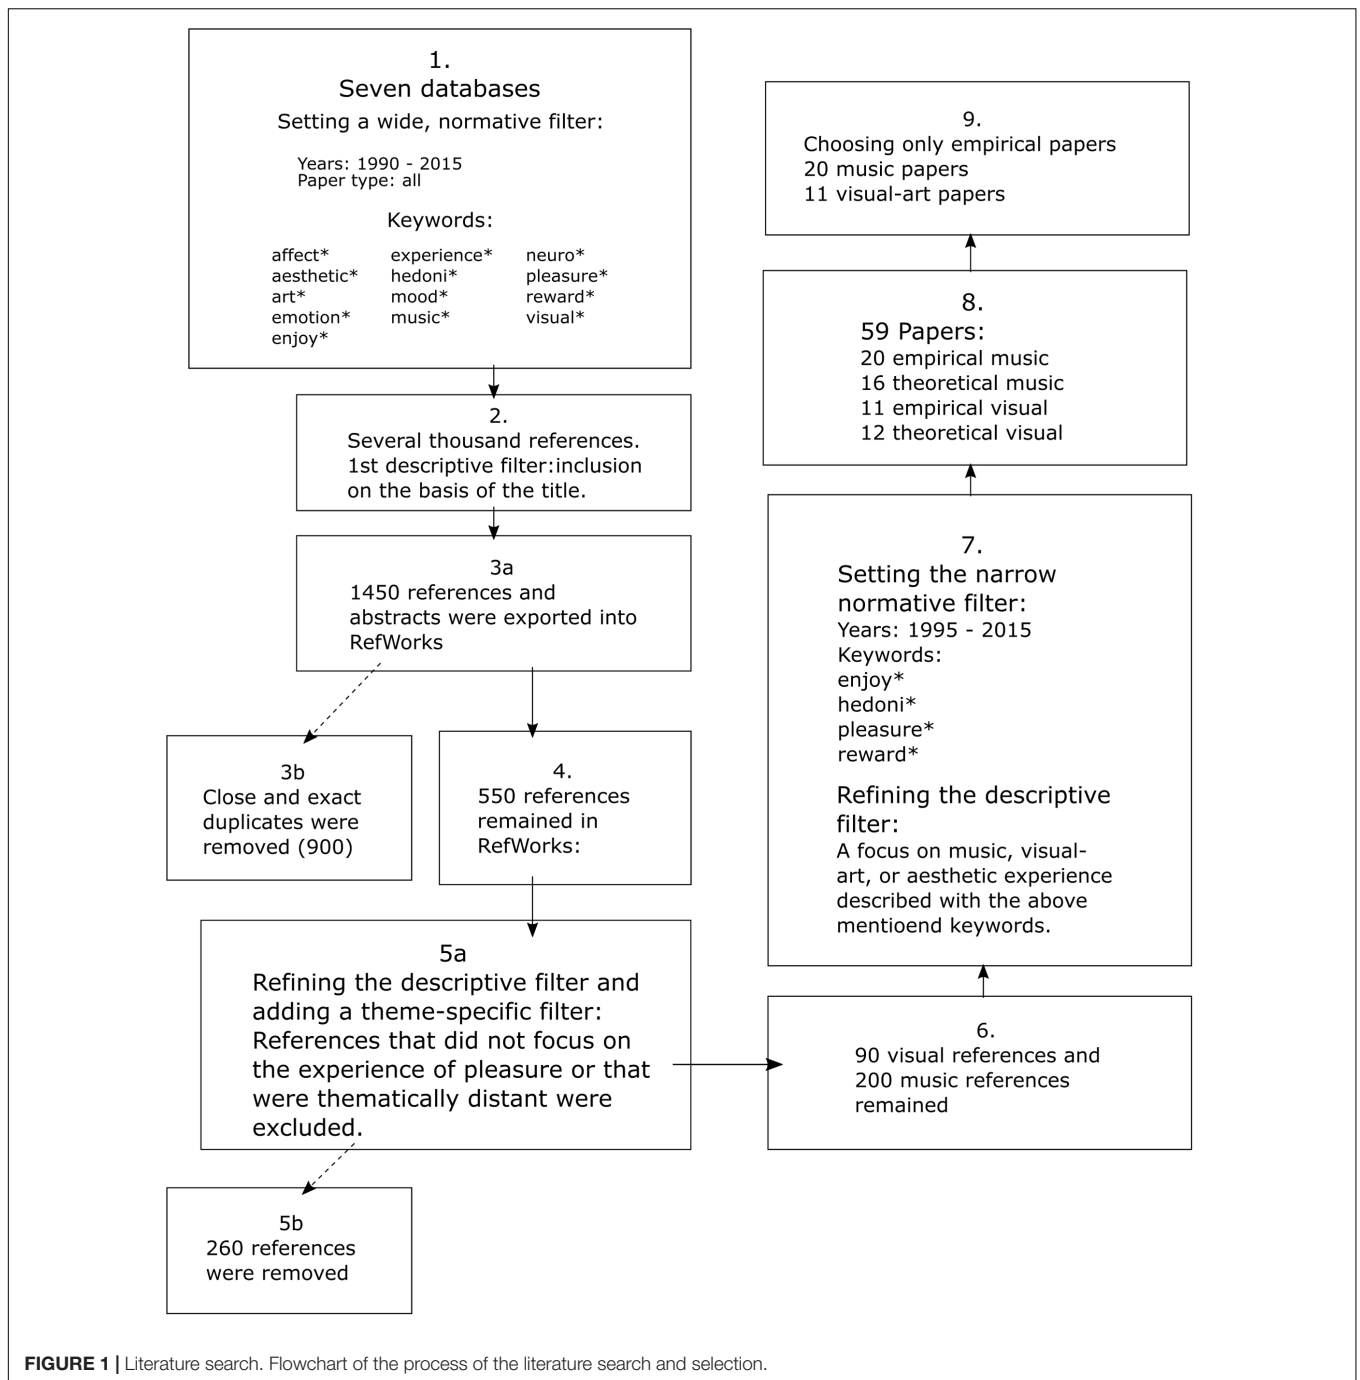 1.
Seven databases
Setting a wide, normative filter:
Years: 1990 - 2015
Paper type: all
Keywords:
affect* experience* neuro*
aesthetic* hedoni* pleasure*
art* mood* reward*
emotion* music* visual*
enjoy*
2.
Several thousand references.
1st descriptive filter:inclusion
on the basis of the title.
3a
1450 references and
abstracts were exported into
RefWorks
3b
Close and exact
duplicates were
removed (900)
4.
550 references
remained in
RefWorks:
5a
Refining the descriptive filter and
adding a theme-specific filter:
References that did not focus on
the experience of pleasure or that
were thematically distant were
excluded.
5b
260 references
were removed
6.
90 visual references and
200 music references
remained
7.
Setting the narrow
normative filter:
Years: 1995 - 2015
Keywords:
enjoy*
hedoni*
pleasure*
reward*
Refining the descriptive
filter:
A focus on music, visual-
art, or aesthetic experience
described with the above
mentioend keywords.
8.
59 Papers:
20 empirical music
16 theoretical music
11 empirical visual
12 theoretical visual
9.
Choosing only empirical papers
20 music papers
11 visual-art papers
FIGURE 1 | Literature search. Flowchart of the process of the literature search and selection.